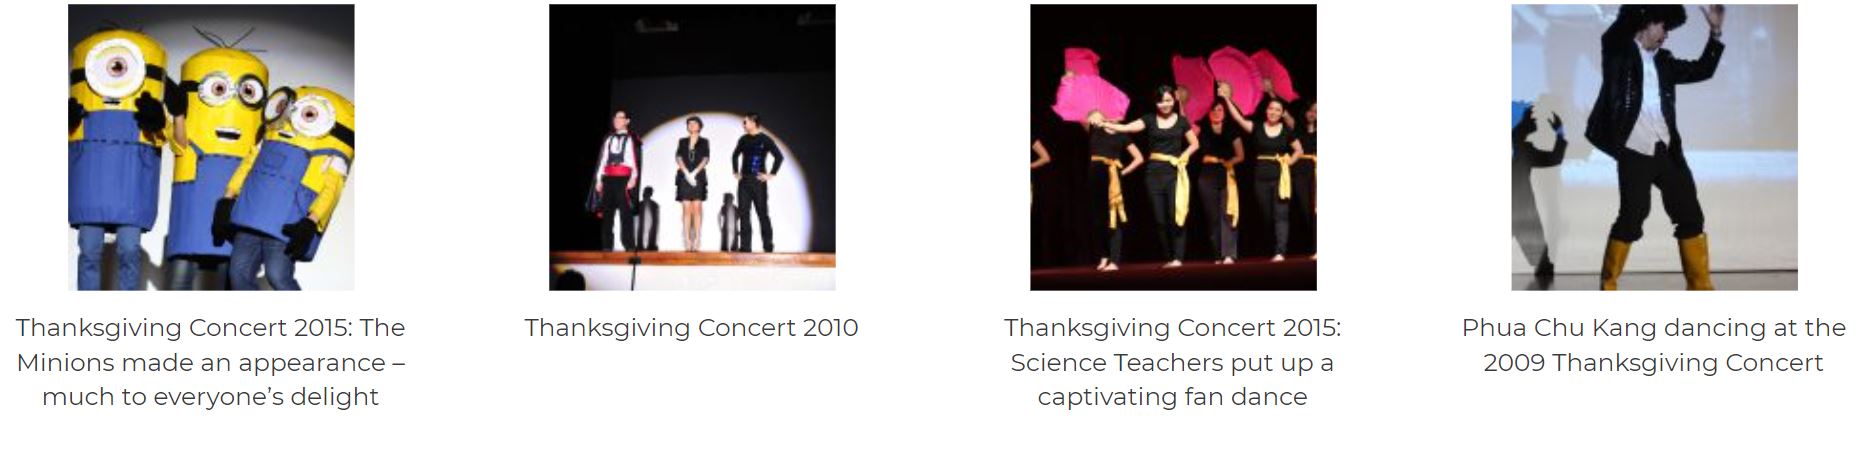 Thanksgiving Concert 2015: The
Minions made an appearance –
much to everyone’s delight
Thanksgiving Concert 2010
Thanksgiving Concert 2015:
Science Teachers put up a
captivating fan dance
Phua Chu Kang dancing at the
2009 Thanksgiving Concert